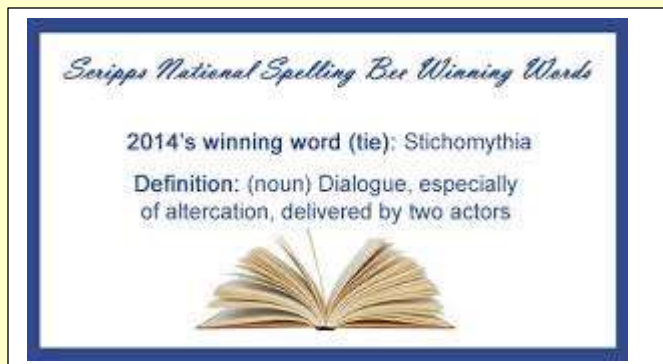 Scripps National Spelling Bee Winning Words
2014's winning word (tie): Stichomythia
Definition: (noun) Dialogue, especially
of altercation, delivered by two actors